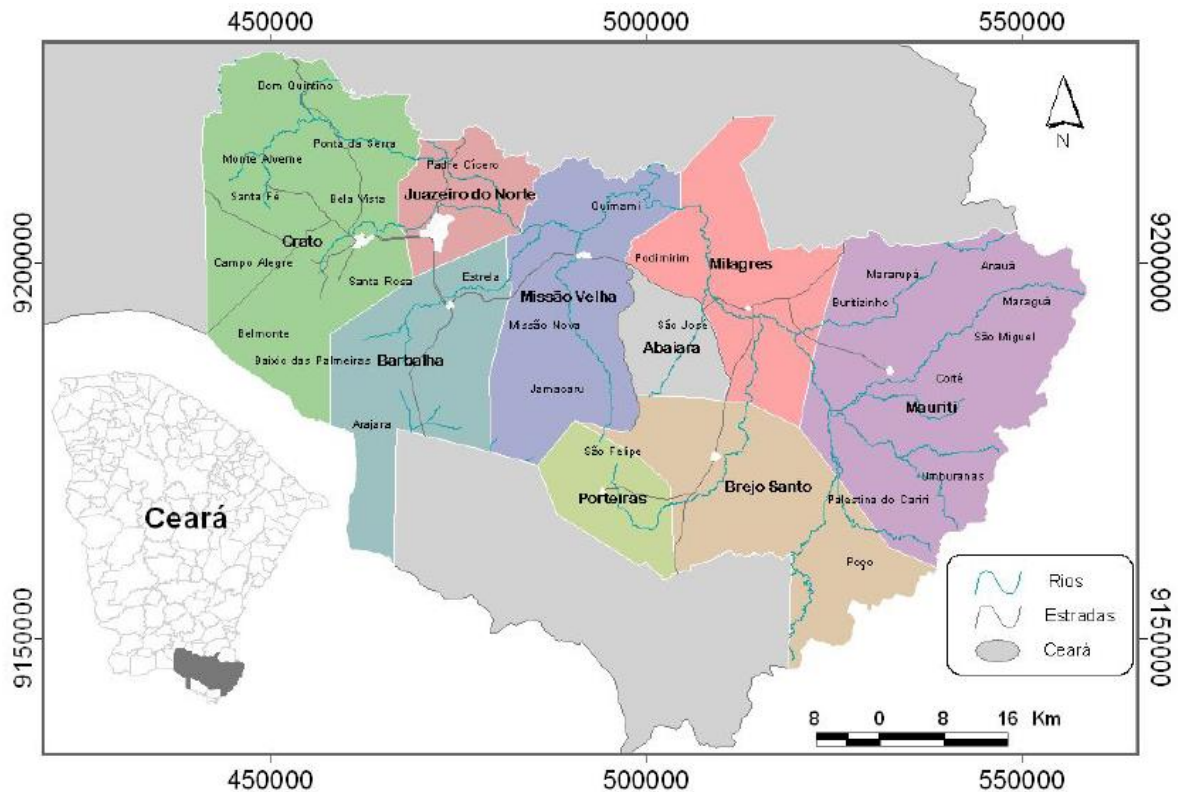 450000 500000 550000
N
Dom Quintino
Ponta da Serra
Monte Alverne
Padre Cícero
Santa Fé
Bela Vista
Juazeiro do Norte
Quimami
Crato
9200000
9200000
Campo Alegre
Santa Rosa
Estrela
Podimirim
Milagres
Mararupá
Arauá
Buritizinho
Maraguá
Missão Velha
Missão Nova
São José
São Miguel
Belmonte
Baixio das Palmeiras
Barbalha
Abaiara
Jamacaru
Corté
Mauriti
Arajara
São Felipe
Umburanas
Porteiras
Brejo Santo
Palestina do Cariri
Poço
Ceará
Rios
Estradas
Ceará
9150000
9150000
8 0 8 16 Km
450000 500000 550000